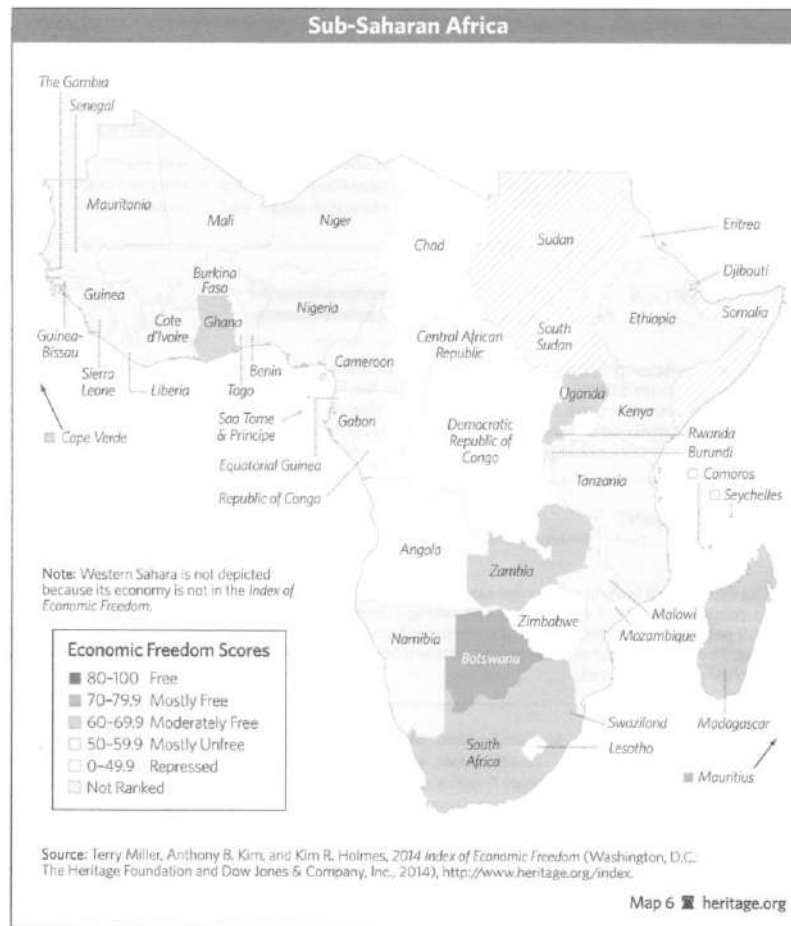 Sub-Saharan Africa
The Gambia
Senegal
Mauritania
Mali
Niger
Chad
Sudan
Eritrea
Djibouti
Burkina
Faso
Guinea
Nigeria
Cote
d'Ivoire
Ghana
Ethiopia
Somalia
Central African
Republic
South
Sudan
Guinea-
Bissau
Benin
Cameroon
Sierra
Leone
Liberia
Togo
Uganda
Kenya
Cape Verde
Sao Tome
& Principe
Gabon
Democratic
Republic of
Congo
Rwanda
Burundi
Equatorial Guinea
Tanzania
Comoros
Seychelles
Republic of Congo
Angola
Zambia
Note: Western Sahara is not depicted
because its economy is not in the Index of
Economic Freedom.
Zimbabwe
Malawi
Mozambique
Namibia
Botswana
Economic Freedom Scores
80–100 Free
70–79.9 Mostly Free
60–69.9 Moderately Free
50–59.9 Mostly Unfree
0–49.9 Repressed
Not Ranked
Swaziland
Lesotho
Madagascar
South
Africa
Mauritius
Source: Terry Miller, Anthony B. Kim, and Kim R. Holmes, 2014 Index of Economic Freedom (Washington, D.C.
The Heritage Foundation and Dow Jones & Company, Inc., 2014), http://www.heritage.org/index.
Map 6 heritage.org